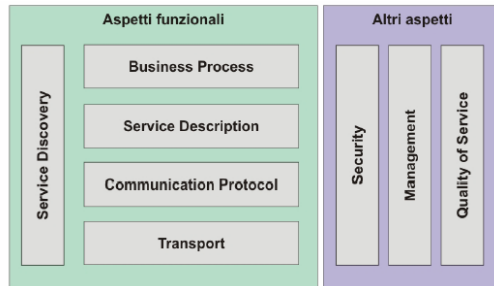 Aspetti funzionali
Service Discovery
Business Process
Service Description
Communication Protocol
Transport
Altri aspetti
Security
Management
Quality of Service